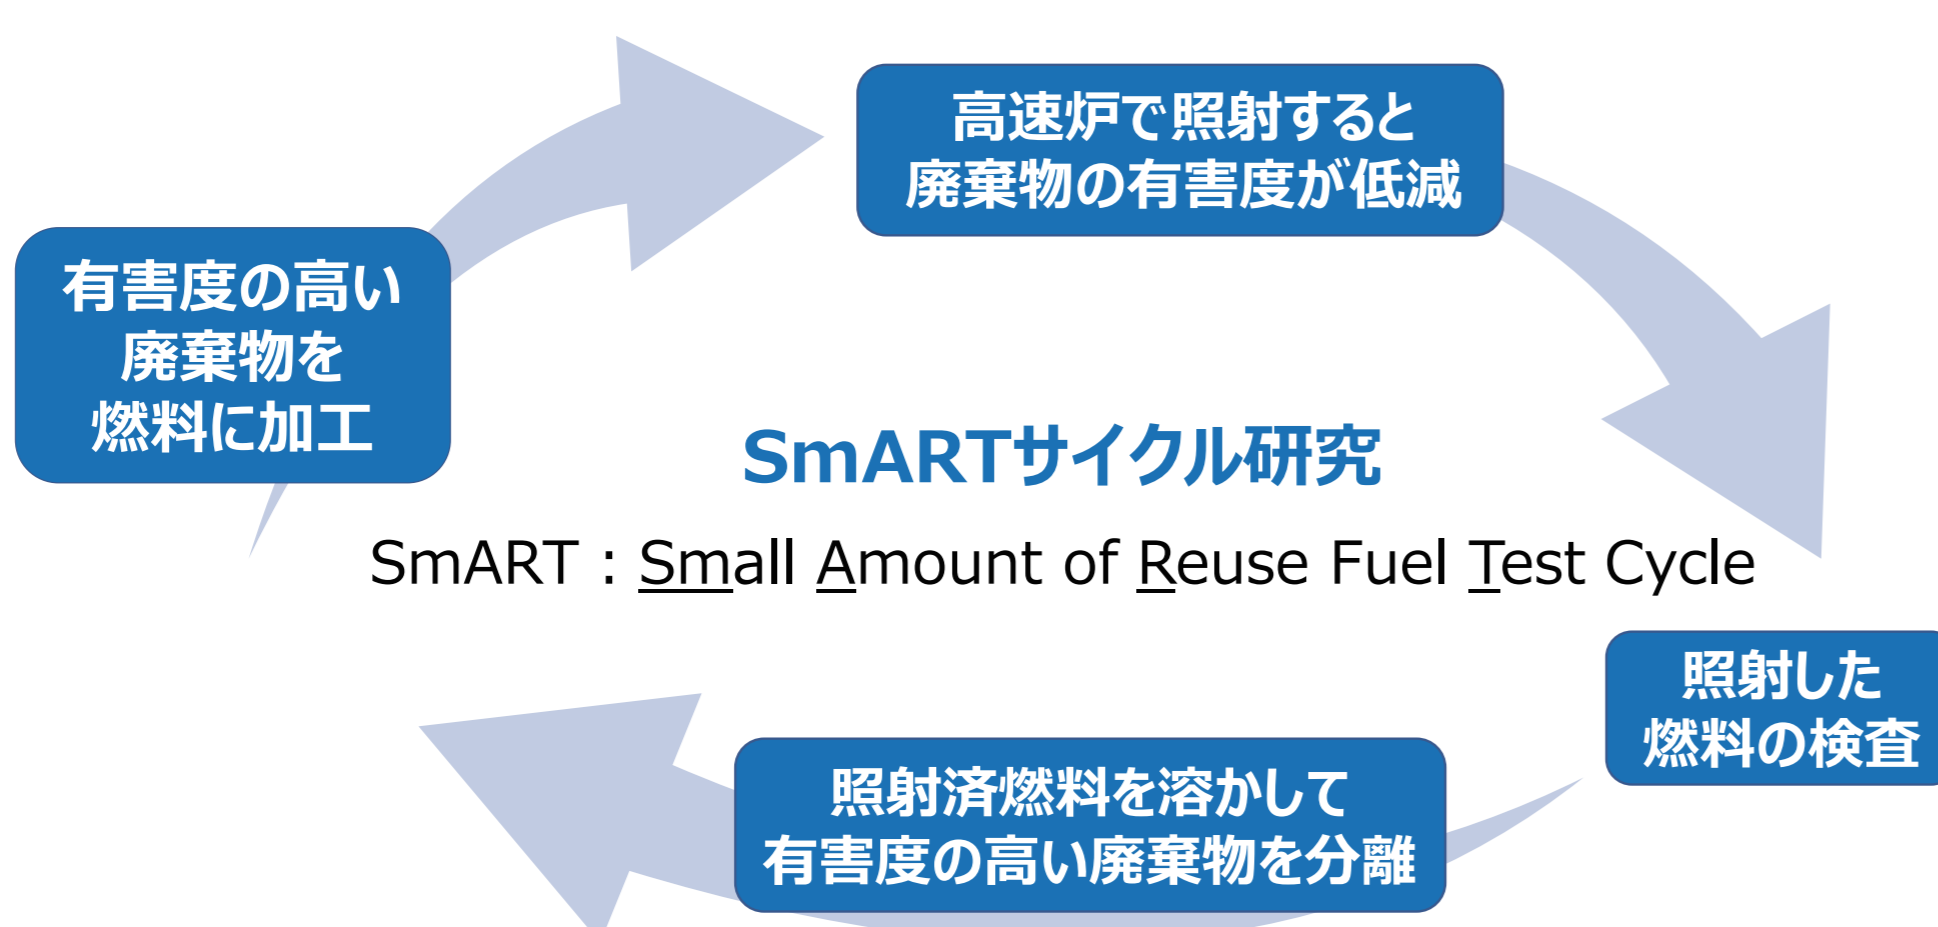 高速炉で照射すると
廃棄物の有害度が低減
有害度の高い
廃棄物を
燃料に加工
SmARTサイクル研究
SmART : Small Amount of Reuse Fuel Test Cycle
照射した
燃料の検査
照射済燃料を溶かして
有害度の高い廃棄物を分離